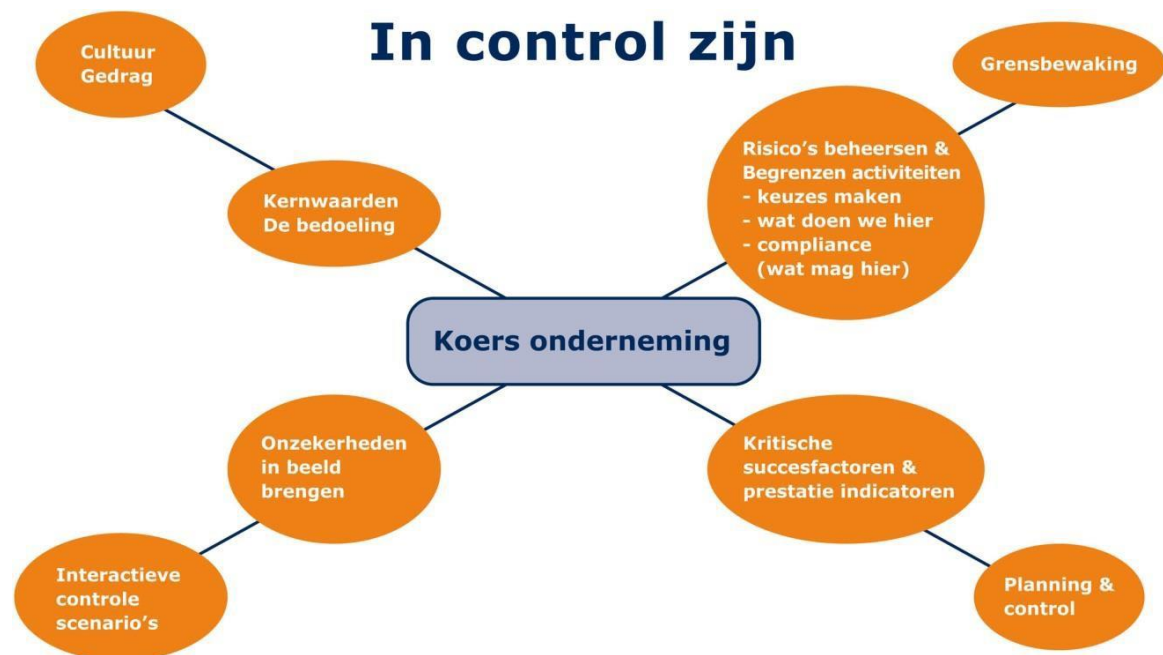 In control zijn
Cultuur
Gedrag
Grensbewaking
Kernwaarden
De bedoeling
Risico’s beheersen &
Begrenzen activiteiten
- keuzes maken
- wat doen we hier
- compliance
(wat mag hier)
Koers onderneming
Onzekerheden
in beeld
brengen
Kritische
succesfactoren &
prestatie indicatoren
Interactieve
controle
scenario’s
Planning &
control